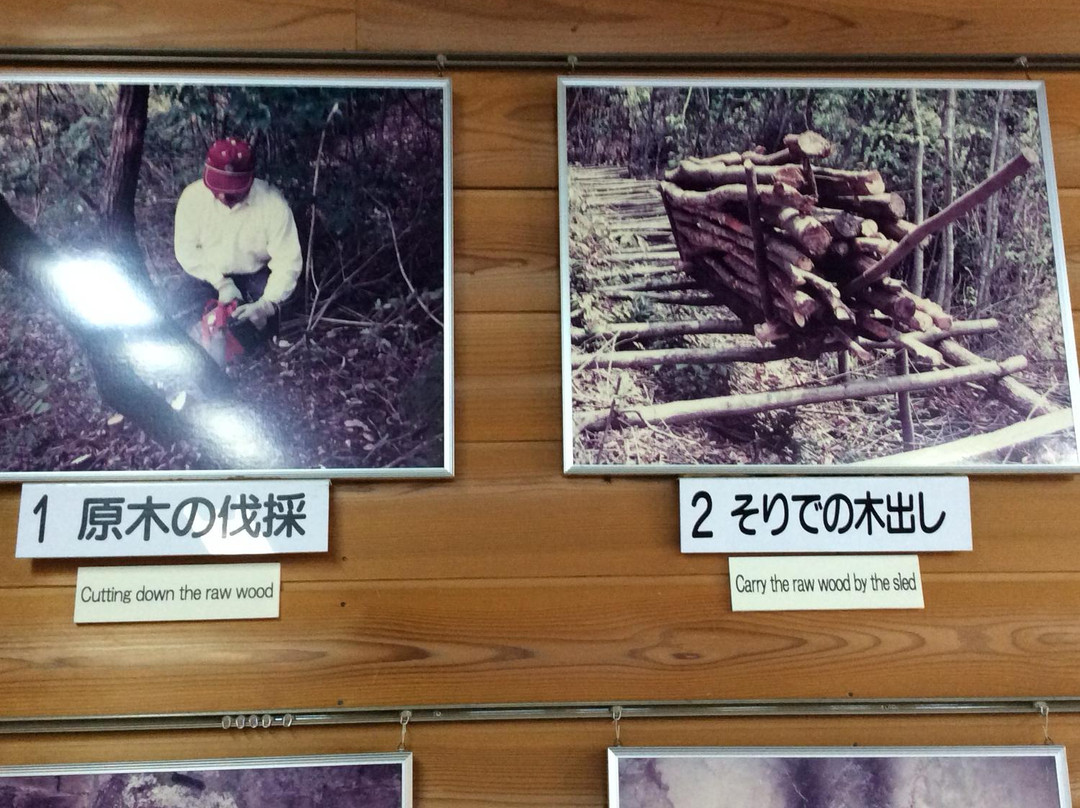 1 原木の伐採
Cutting down the raw wood
2 そりでの木出し
Carry the raw wood by the sled